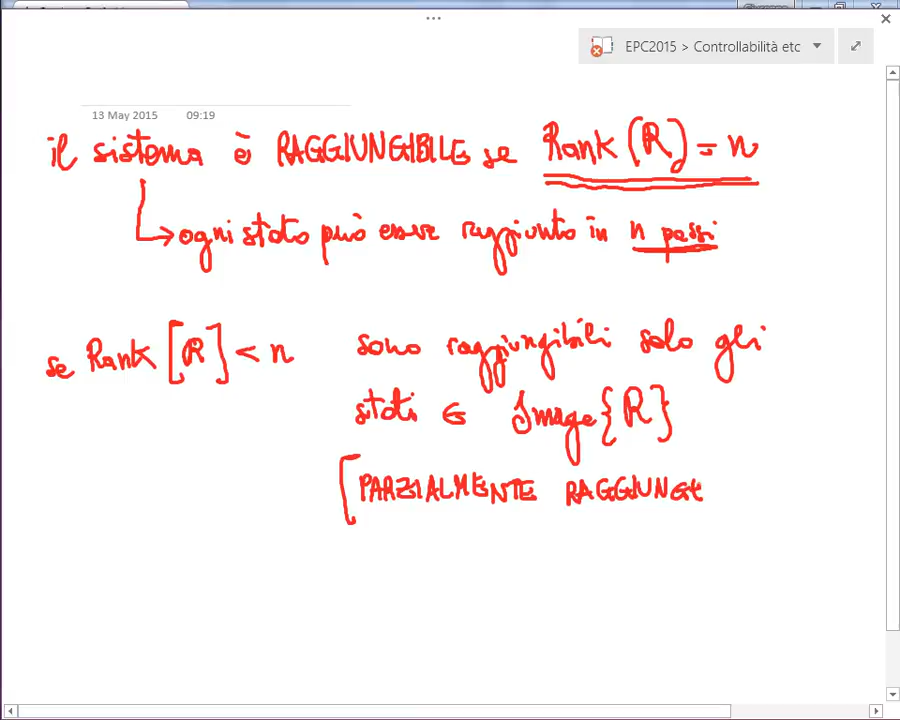 EPC2015 > Controllabilità etc
13 May 2015 09:19
il sistema è RAGGIUNGIBILE se Rank(R) = n
ogni stato può essere raggiunto in n passi
se Rank [R] < n sono raggiungibili solo gli
stati ∈ Image{R}
[PARZIALMENTE RAGGIUNGI